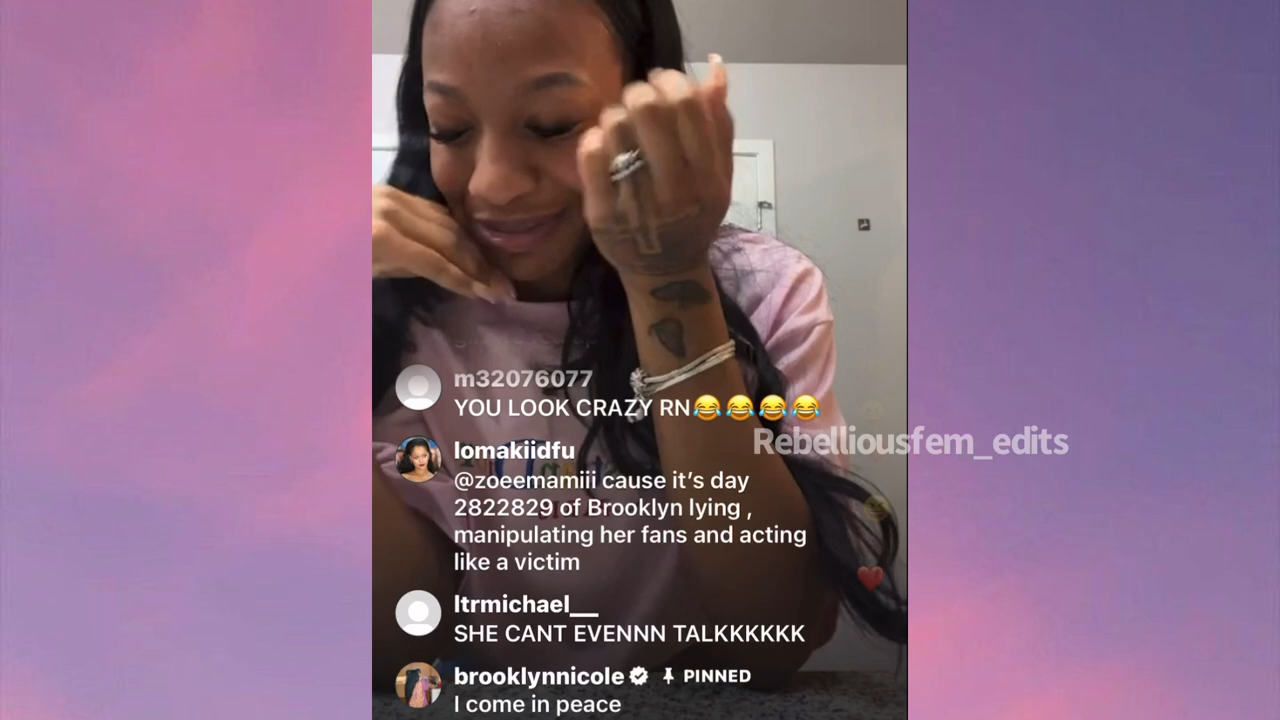 m32076077
YOU LOOK CRAZY RN😂😂😂😂
lomakiidfu
@zoeemamiii cause it’s day
2822829 of Brooklyn lying ,
manipulating her fans and acting
like a victim
ltrmichael__
SHE CANT EVENNN TALKKKKKK
brooklynnicole PINNED
I come in peace
Rebelliousfem_edits